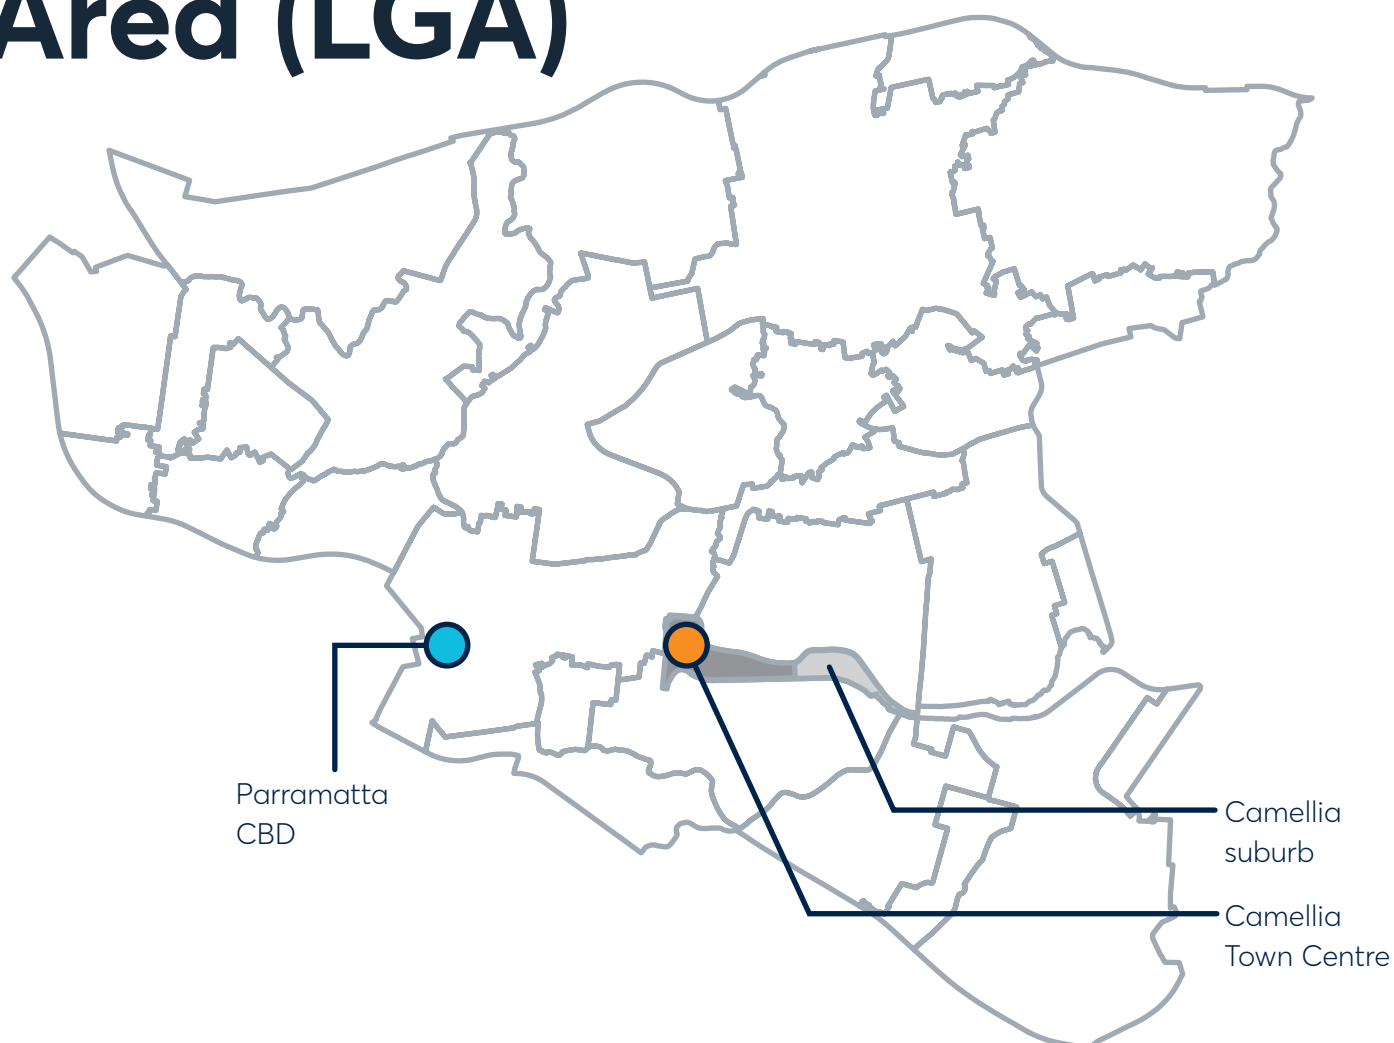 Area (LGA)
Parramatta
CBD
Camellia
suburb
Camellia
Town Centre